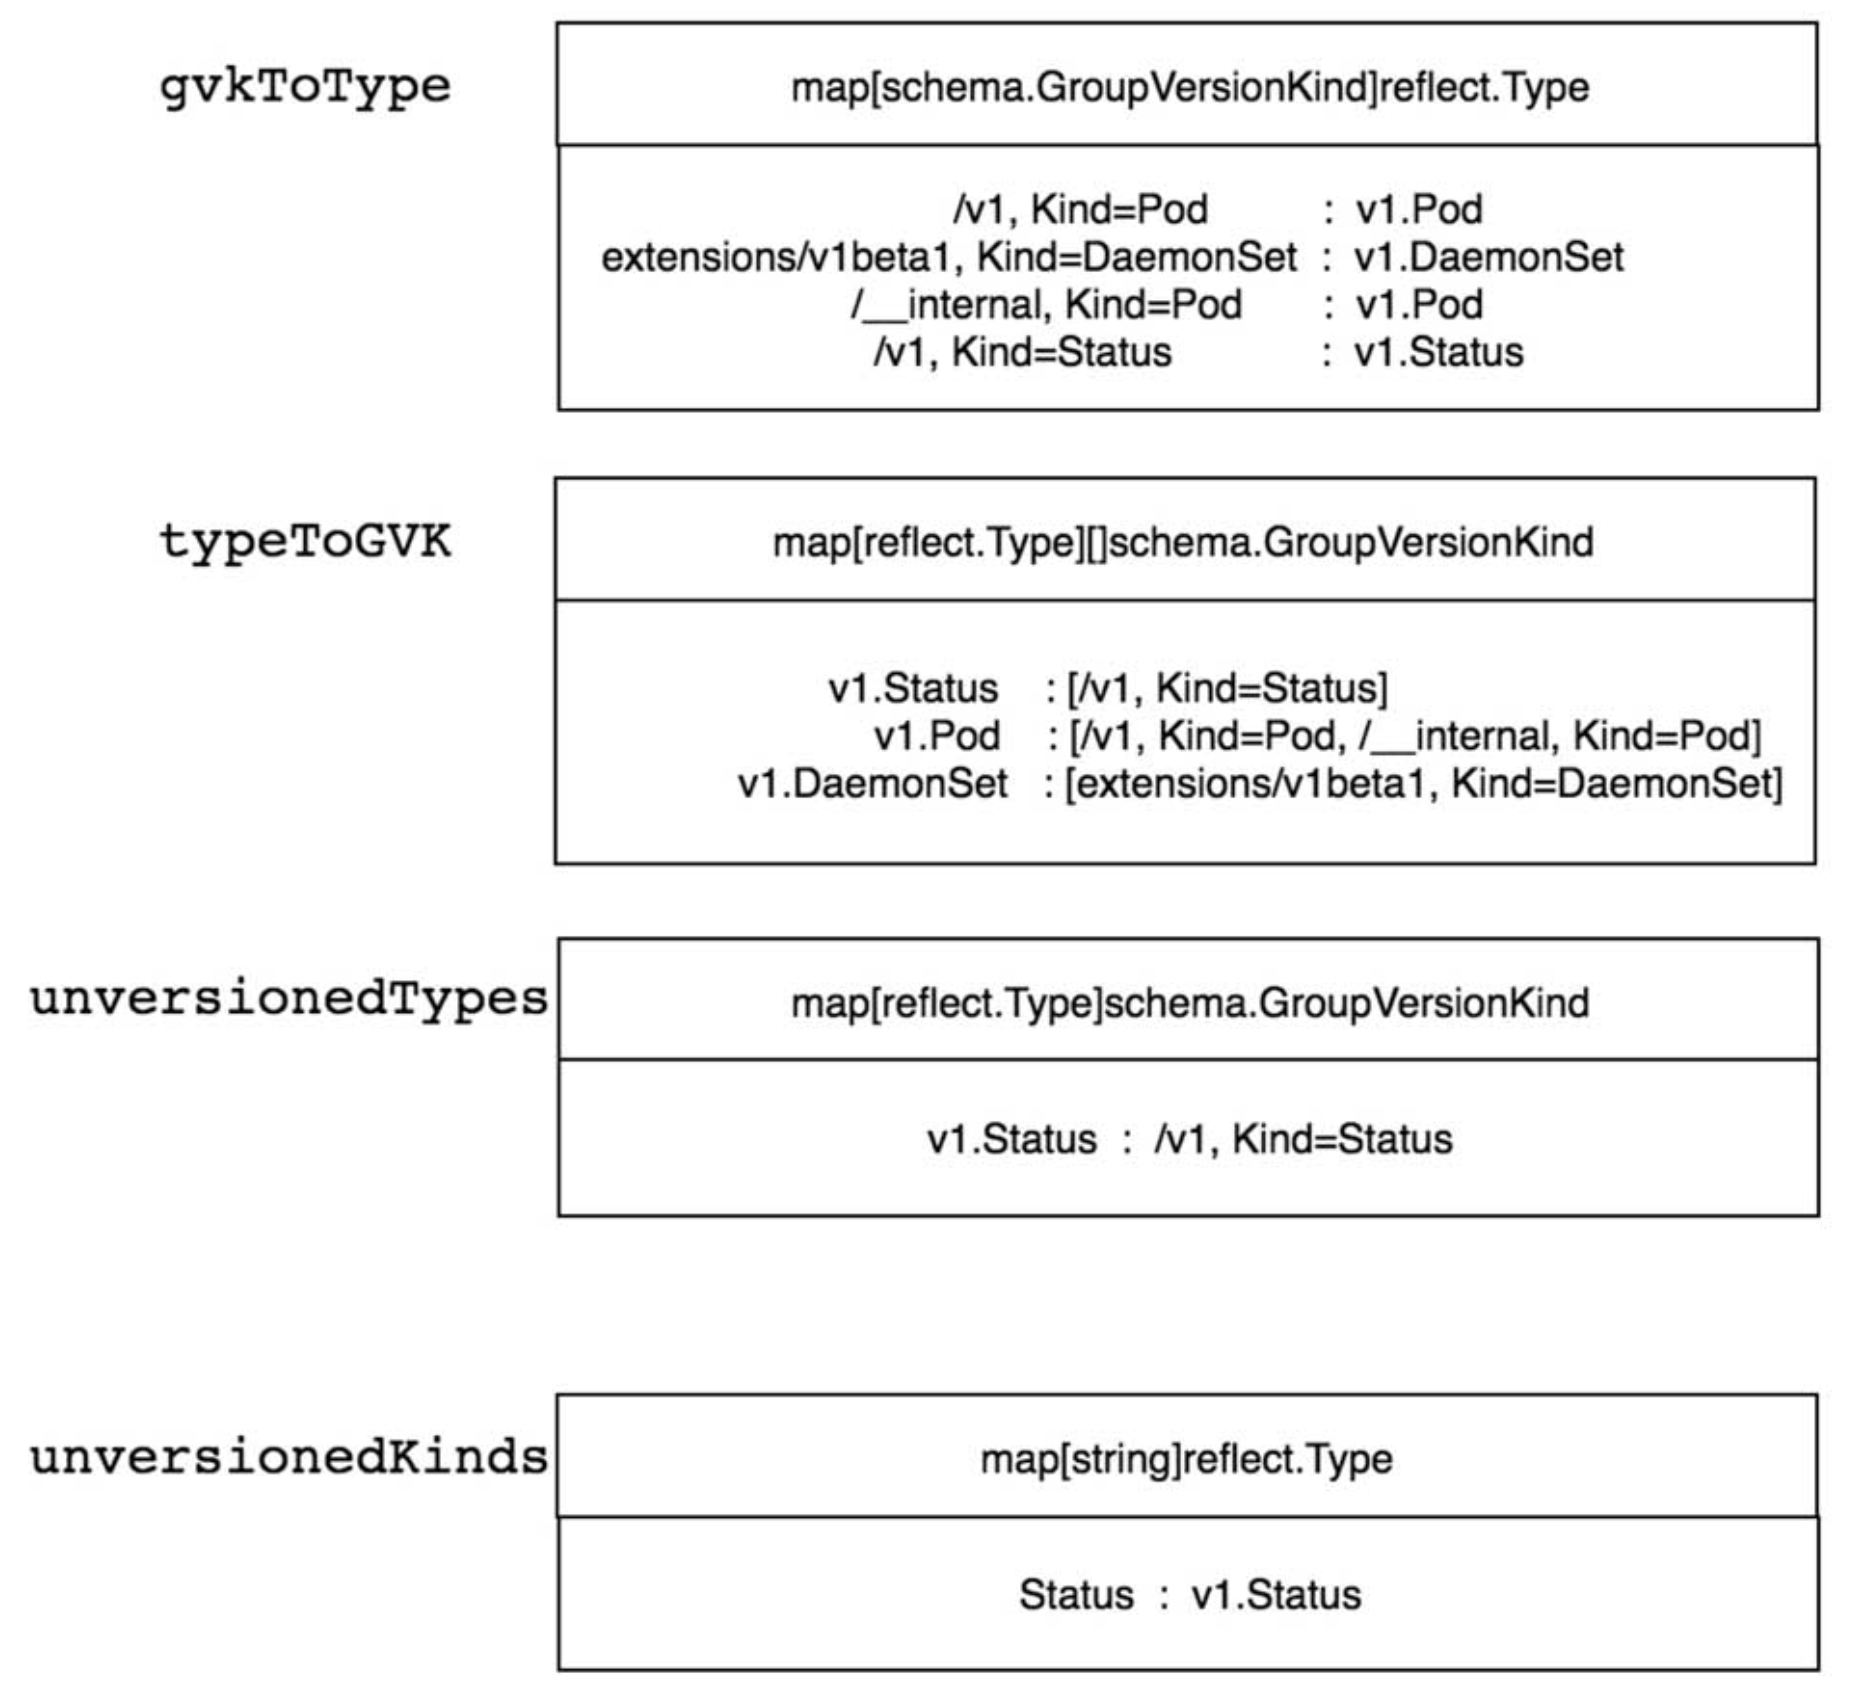 gvkToType
map[schema.GroupVersionKind]reflect.Type
/v1, Kind=Pod : v1.Pod
extensions/v1beta1, Kind=DaemonSet : v1.DaemonSet
/__internal, Kind=Pod : v1.Pod
/v1, Kind=Status : v1.Status
typeToGVK
map[reflect.Type][]schema.GroupVersionKind
v1.Status : [/v1, Kind=Status]
v1.Pod : [/v1, Kind=Pod, /__internal, Kind=Pod]
v1.DaemonSet : [extensions/v1beta1, Kind=DaemonSet]
unversionedTypes
map[reflect.Type]schema.GroupVersionKind
v1.Status : /v1, Kind=Status
unversionedKinds
map[string]reflect.Type
Status : v1.Status